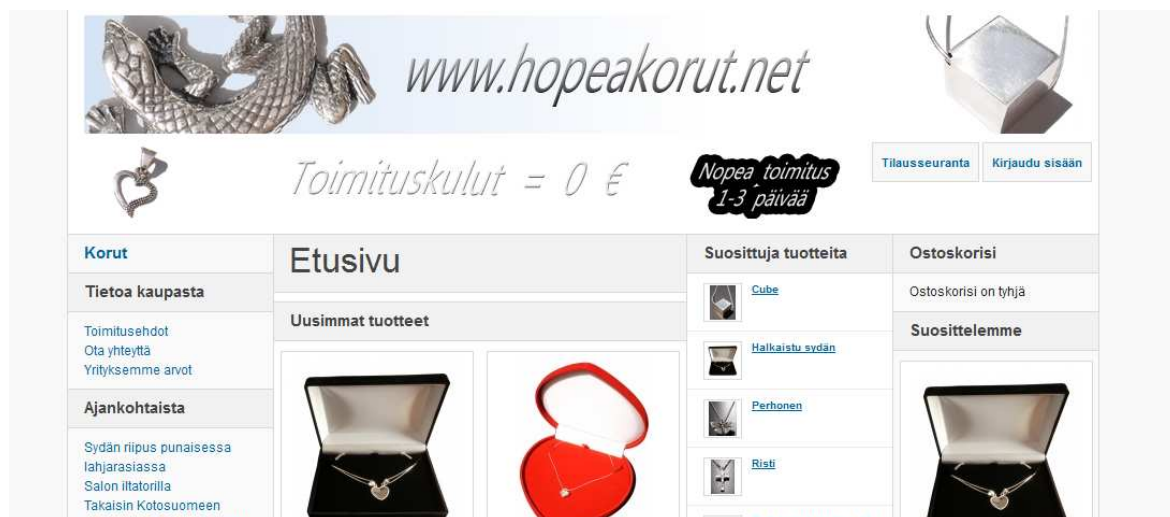 www.hopeakorut.net
Toimituskulut = 0 €
Nopea toimitus
1-3 päivää
Tilausseuranta
Kirjaudu sisään
Korut
Tietoa kaupasta
Toimitusehdot
Ota yhteyttä
Yrityksemme arvot
Ajankohtaista
Sydän riipus punaisessa
lahjarasiassa
Salon iltatorilla
Takaisin Kotosuomeen
Etusivu
Uusimmat tuotteet
Suosittuja tuotteita
Cube
Halkaistu sydän
Perhonen
Risti
Ostoskorisi
Ostoskorisi on tyhjä
Suosittelemme